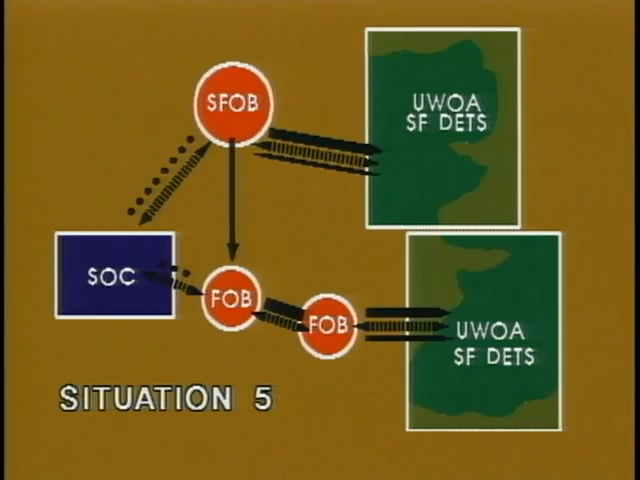 SFOB
UWOA
SF DETS
SOC
FOB
FOB
UWOA
SF DETS
SITUATION 5